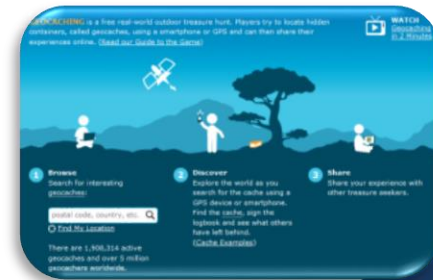 GEOCACHING is a free real-world outdoor treasure hunt. Players try to locate hidden
containers, called geocaches, using a smartphone or GPS and can then share their
experiences online. (Read our Guide to the Game)
WATCH
Geocaching
in 2 Minutes
1 Browse
Search for interesting
geocaches:
postal code, country, etc.
Find My Location
There are 1,908,314 active
geocaches and over 5 million
geocachers worldwide.
2 Discover
Explore the world as you
search for the cache using a
GPS device or smartphone.
Find the cache, sign the
logbook and see what others
have left behind.
(Cache Examples)
3 Share
Share your experience with
other treasure seekers.